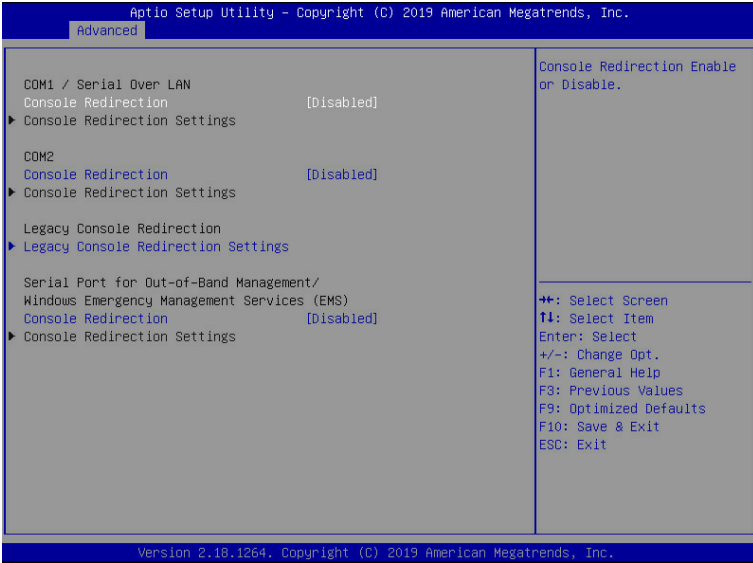 Aptio Setup Utility – Copyright (C) 2019 American Megatrends, Inc.
Advanced
COM1 / Serial Over LAN
Console Redirection [Disabled]
▶ Console Redirection Settings
COM2
Console Redirection [Disabled]
▶ Console Redirection Settings
Legacy Console Redirection
▶ Legacy Console Redirection Settings
Serial Port for Out-of-Band Management/
Windows Emergency Management Services (EMS)
Console Redirection [Disabled]
▶ Console Redirection Settings
Console Redirection Enable
or Disable.
→←: Select Screen
↑↓: Select Item
Enter: Select
+/-: Change Opt.
F1: General Help
F3: Previous Values
F9: Optimized Defaults
F10: Save & Exit
ESC: Exit
Version 2.18.1264. Copyright (C) 2019 American Megatrends, Inc.